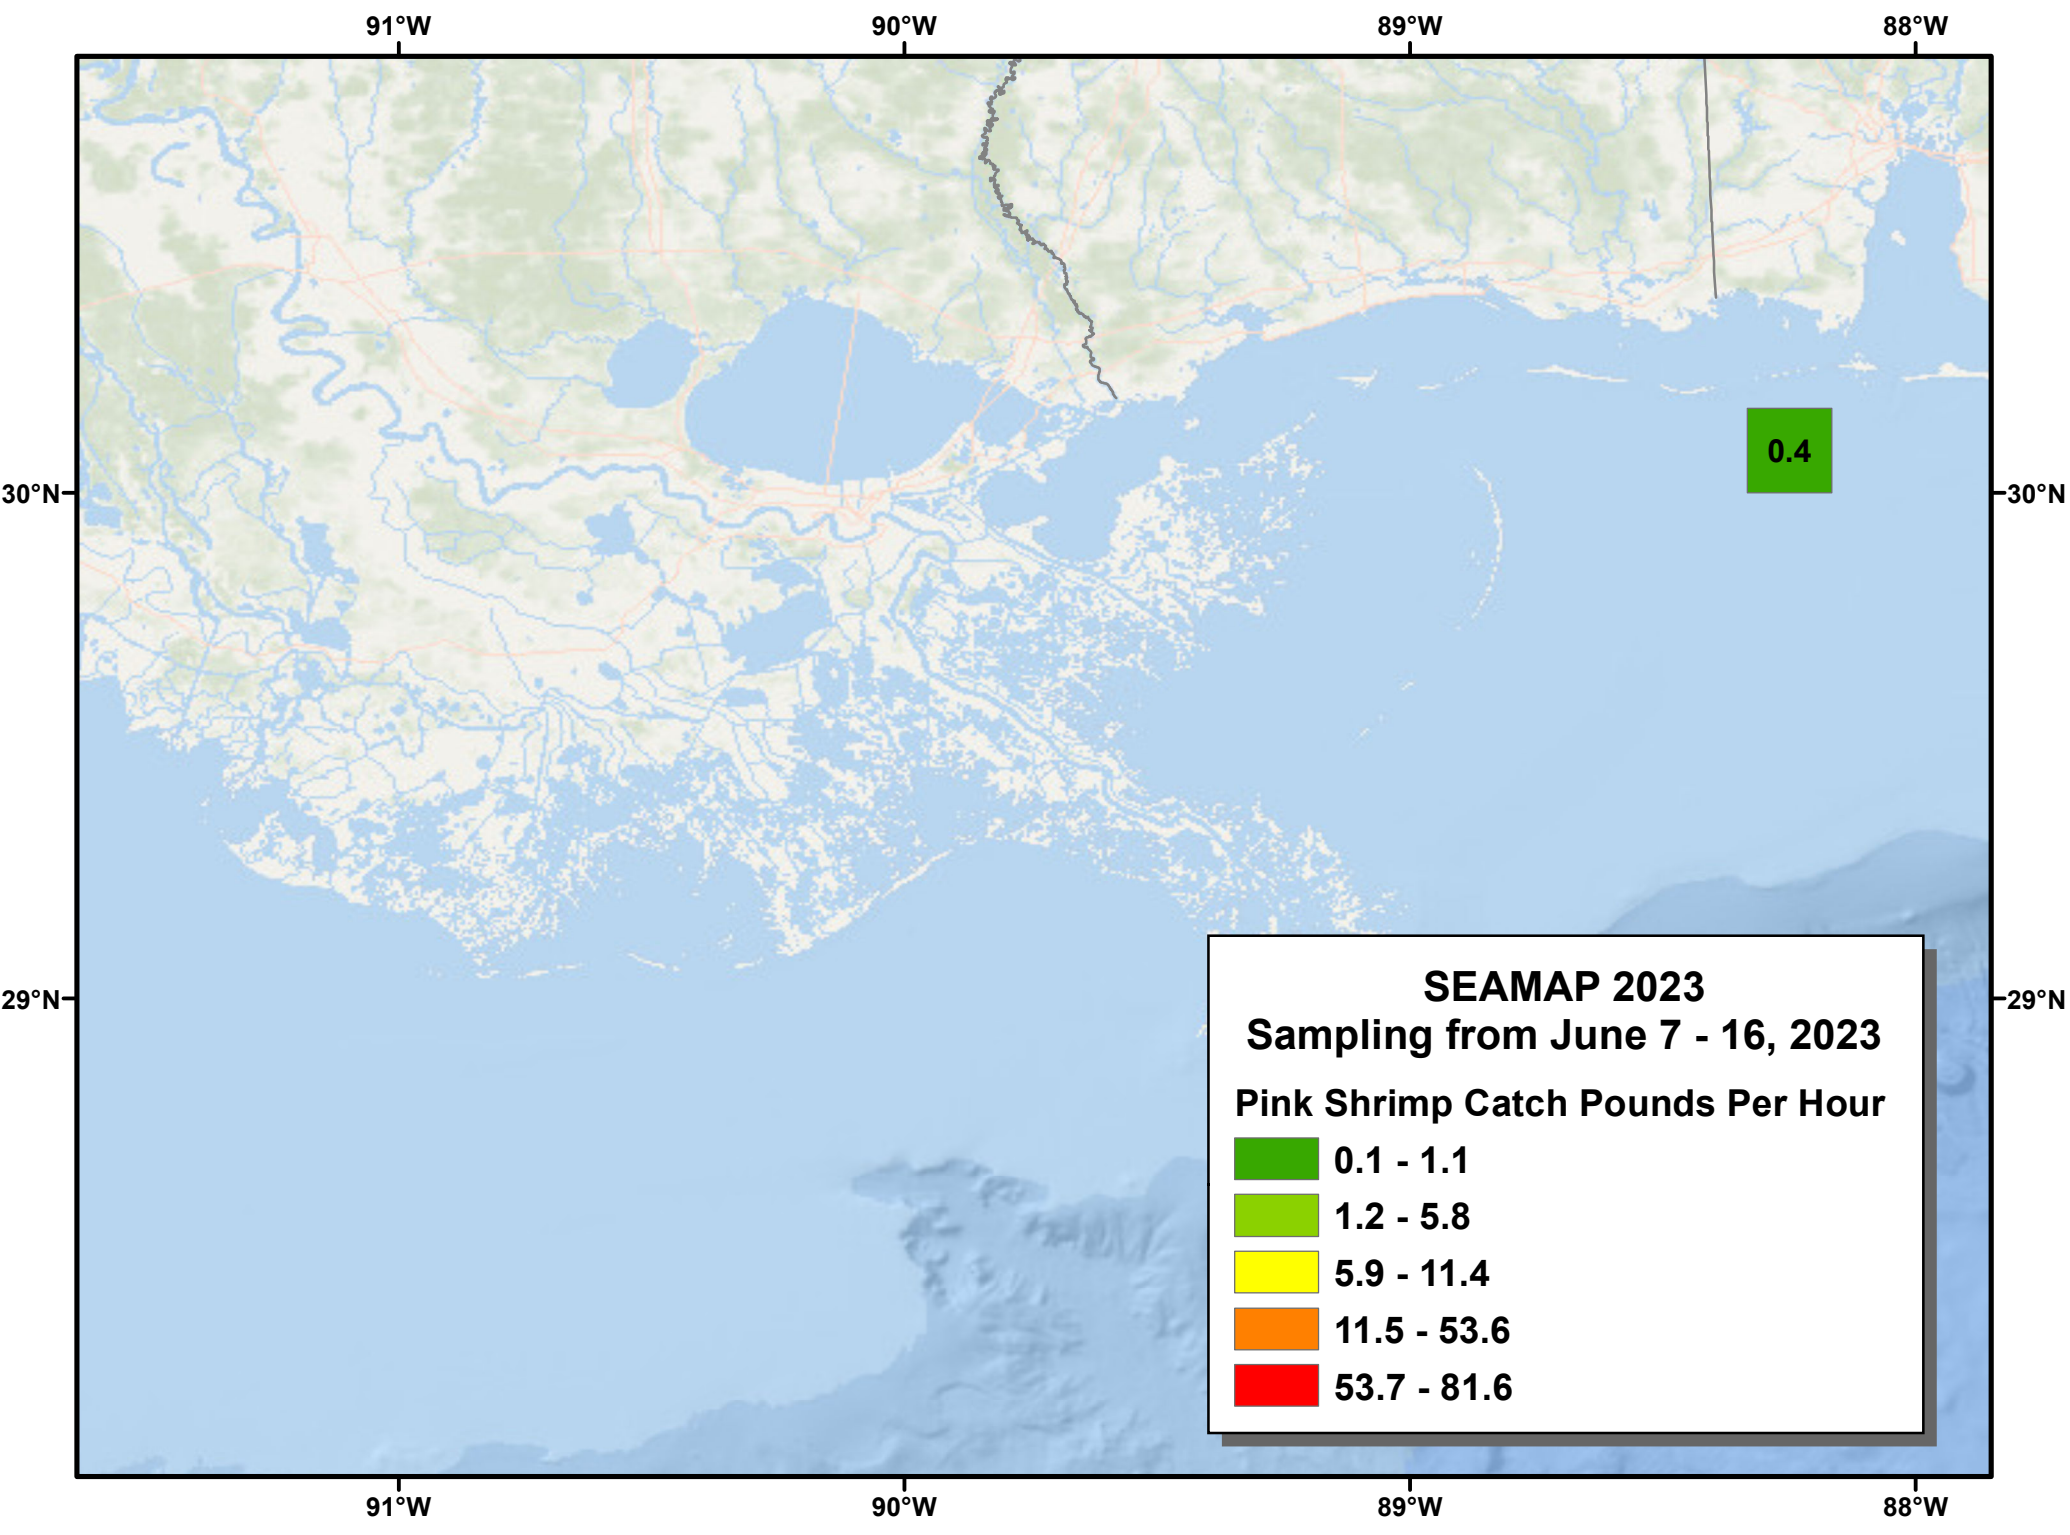 91°W
90°W
89°W
88°W
0.4
30°N
30°N
29°N
29°N
SEAMAP 2023
Sampling from June 7 - 16, 2023
Pink Shrimp Catch Pounds Per Hour
0.1 - 1.1
1.2 - 5.8
5.9 - 11.4
11.5 - 53.6
53.7 - 81.6
91°W
90°W
89°W
88°W